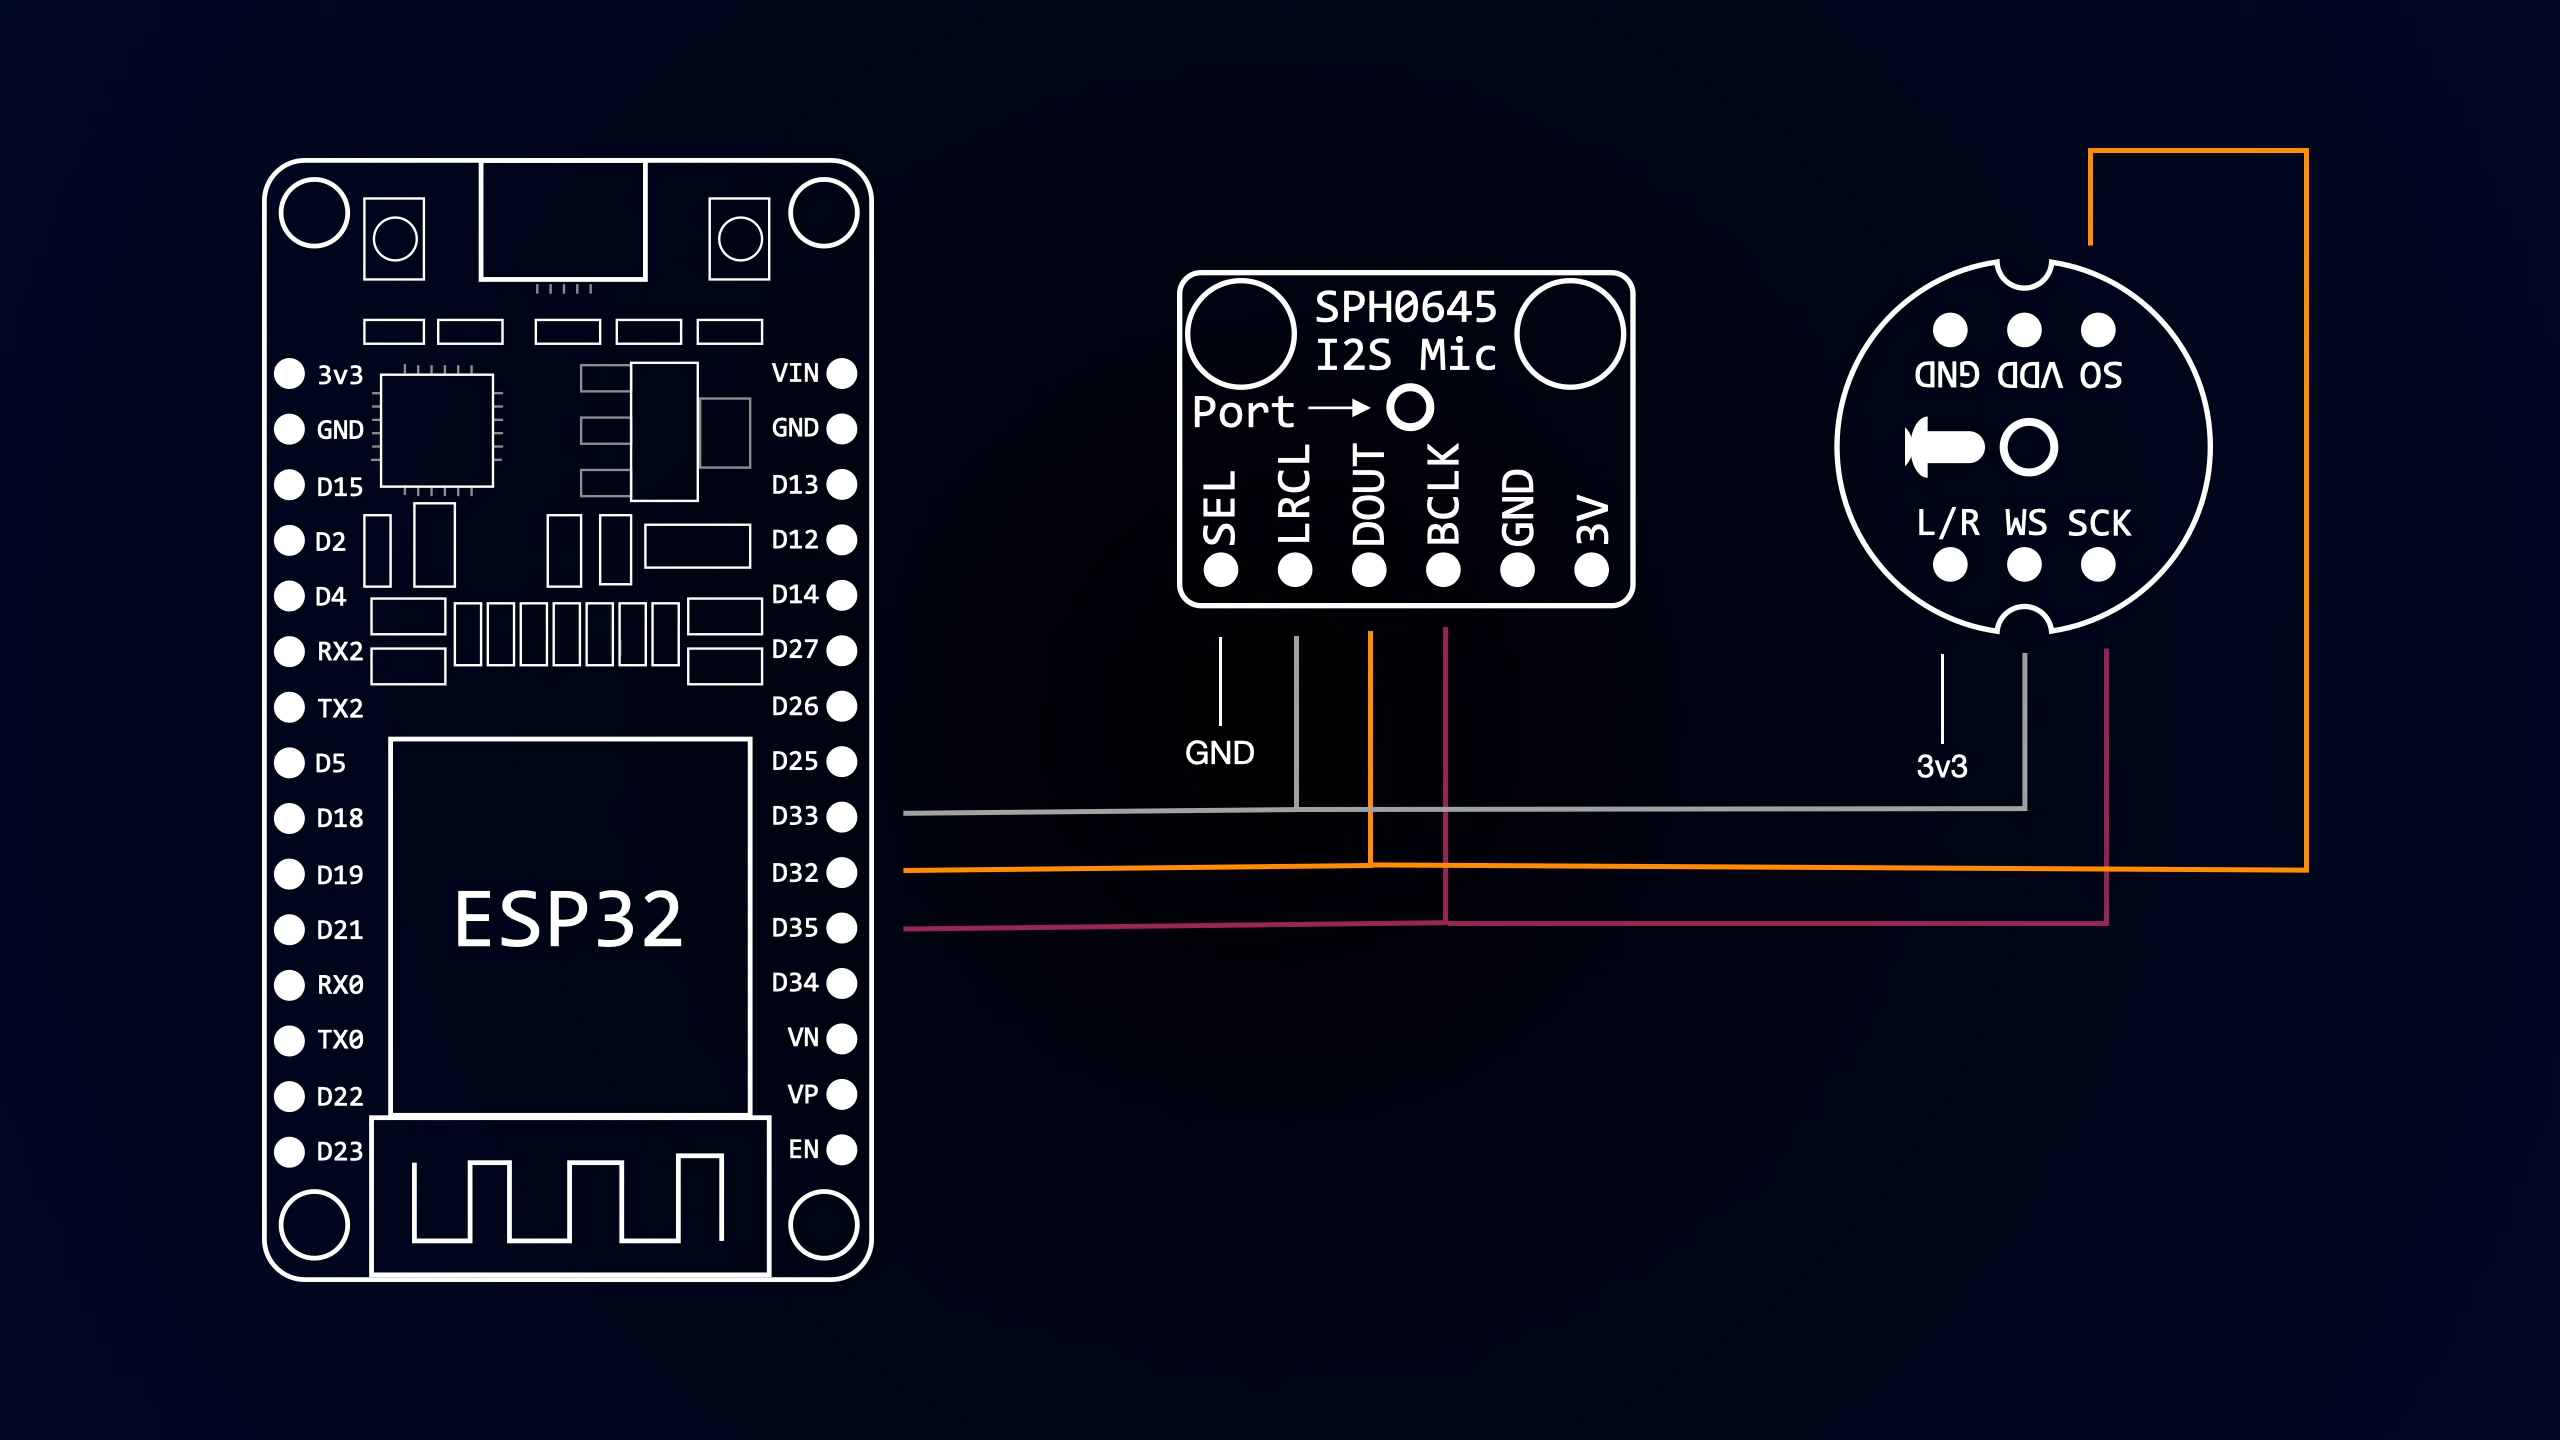 3v3
GND
D15
D2
D4
RX2
TX2
D5
D18
D19
D21
RX0
TX0
D22
D23
VIN
GND
D13
D12
D14
D27
D26
D25
D33
D32
D35
D34
VN
VP
EN
ESP32
SPH0645
I2S Mic
Port
SEL
LRCL
DOUT
BCLK
GND
3V
GND
GND VDD SO
L/R WS SCK
3v3